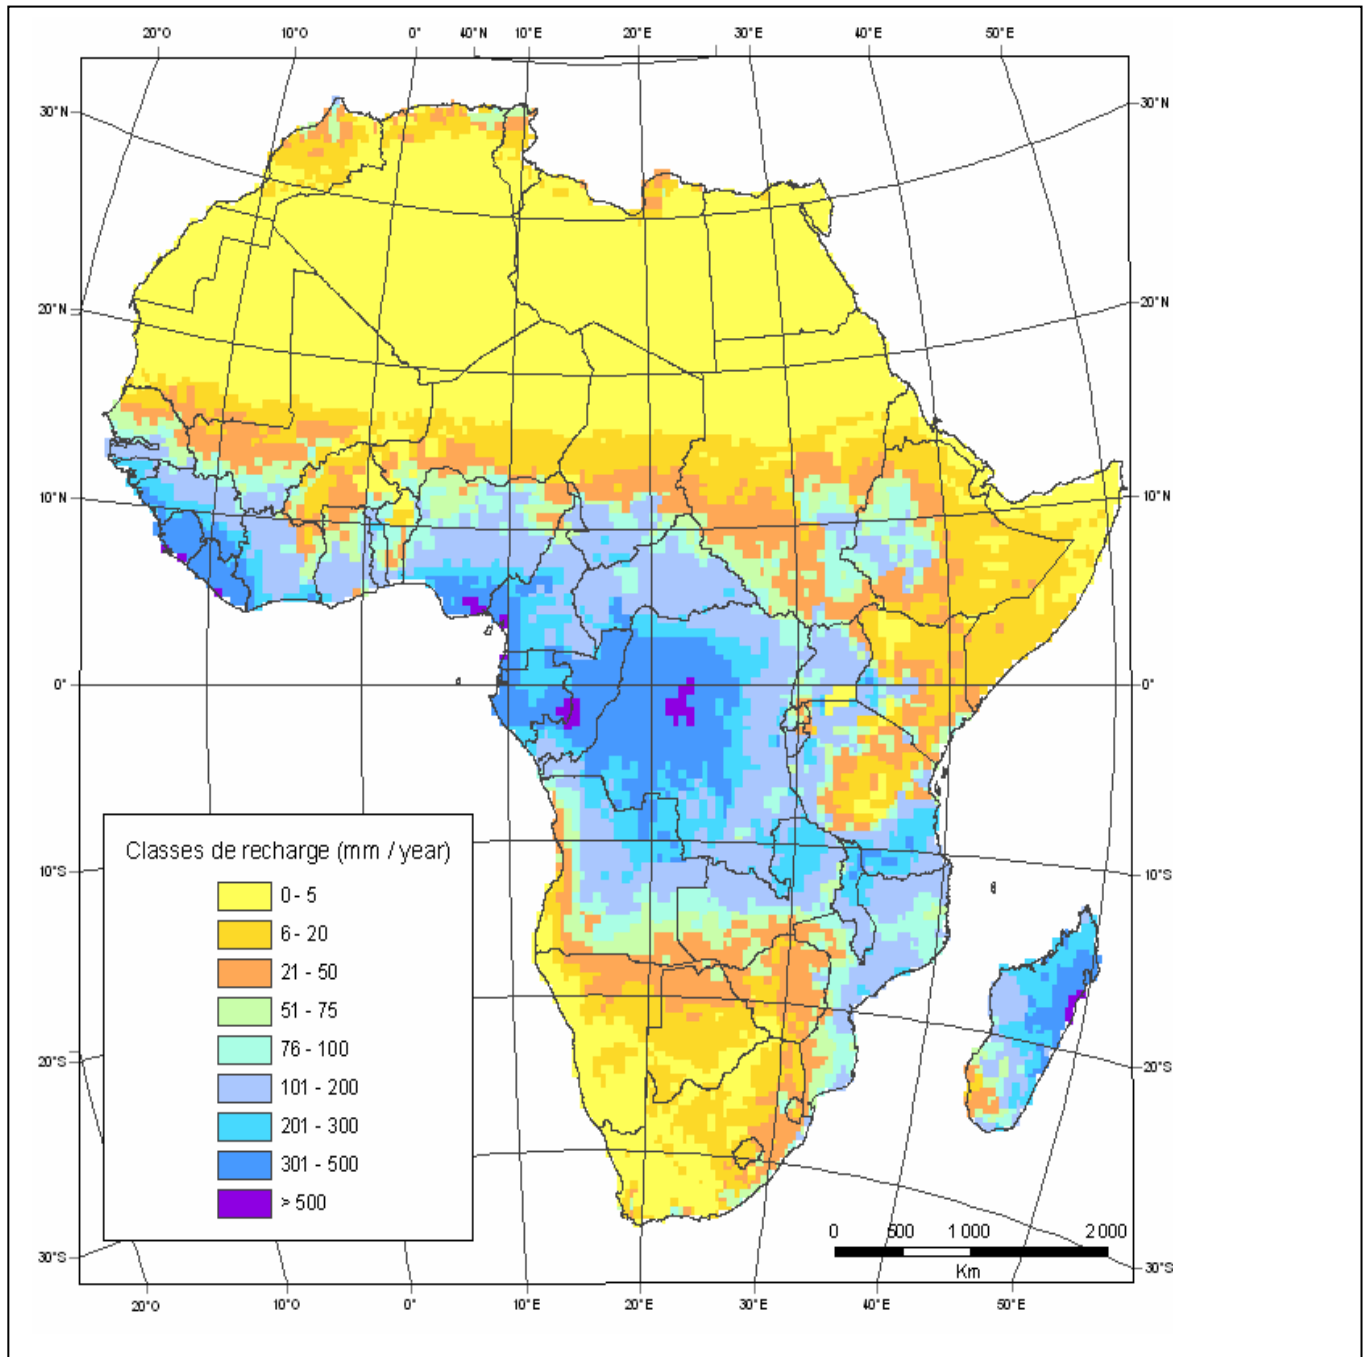 20°O 10°O 0° 40°N 10°E 20°E 30°E 40°E 50°E
30°N 30°N
20°N 20°N
10°N 10°N
0° 0°
Classes de recharge (mm / year)
0 - 5
6 - 20
21 - 50
51 - 75
76 - 100
101 - 200
201 - 300
301 - 500
> 500
10°S 10°S
20°S 20°S
0 500 1 000 2 000
Km
30°S 30°S
20°O 10°O 0° 10°E 20°E 30°E 40°E 50°E